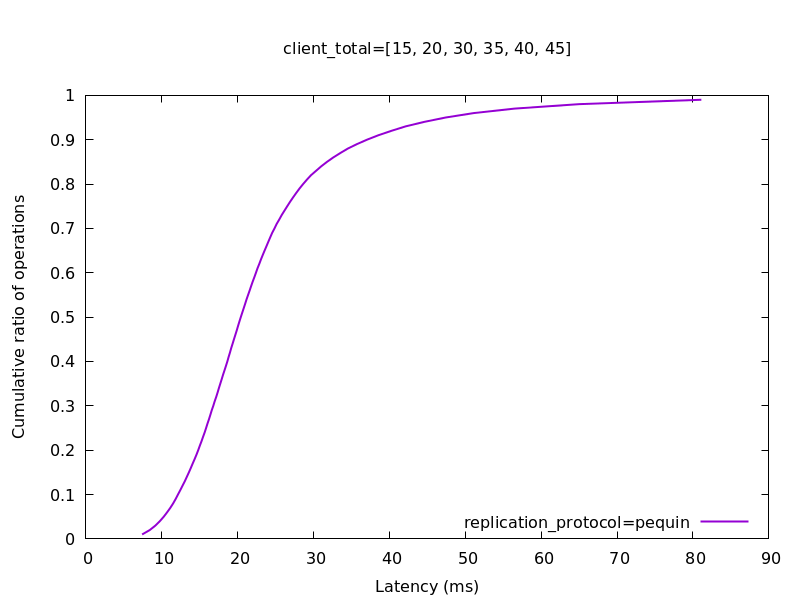 client_total=[15, 20, 30, 35, 40, 45]
1
0.9
0.8
0.7
0.6
0.5
0.4
0.3
0.2
0.1
0
Cumulative ratio of operations
replication_protocol=pequin
0 10 20 30 40 50 60 70 80 90
Latency (ms)